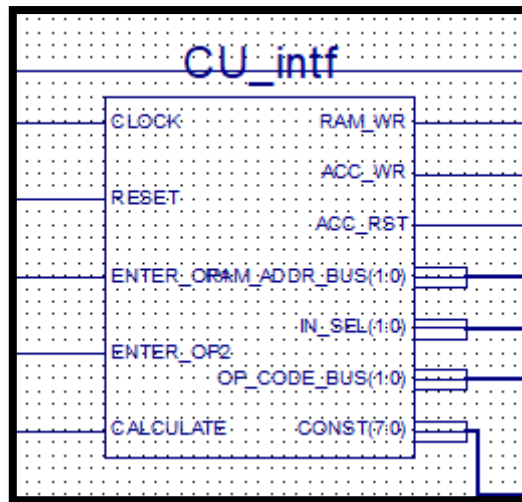 CU_intf
CLOCK
RAM_WR
ACC_WR
RESET
ACC_RST
ENTER_OP1
RAM_ADDR_BUS(1:0)
IN_SEL(1:0)
ENTER_OP2
OP_CODE_BUS(1:0)
CALCULATE
CONST(7:0)